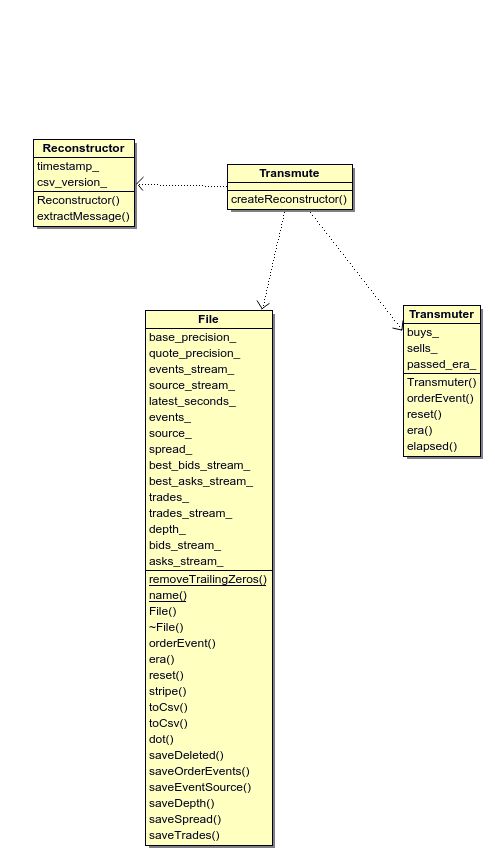 Reconstructor
timestamp_
csv_version_
Reconstructor()
extractMessage()
Transmute
createReconstructor()
File
base_precision_
quote_precision_
events_stream_
source_stream_
latest_seconds_
events_
source_
spread_
best_bids_stream_
best_asks_stream_
trades_
trades_stream_
depth_
bids_stream_
asks_stream_
removeTrailingZeros()
name()
File()
~File()
orderEvent()
era()
reset()
stripe()
toCsv()
toCsv()
dot()
saveDeleted()
saveOrderEvents()
saveEventSource()
saveDepth()
saveSpread()
saveTrades()
Transmuter
buys_
sells_
passed_era_
Transmuter()
orderEvent()
reset()
era()
elapsed()